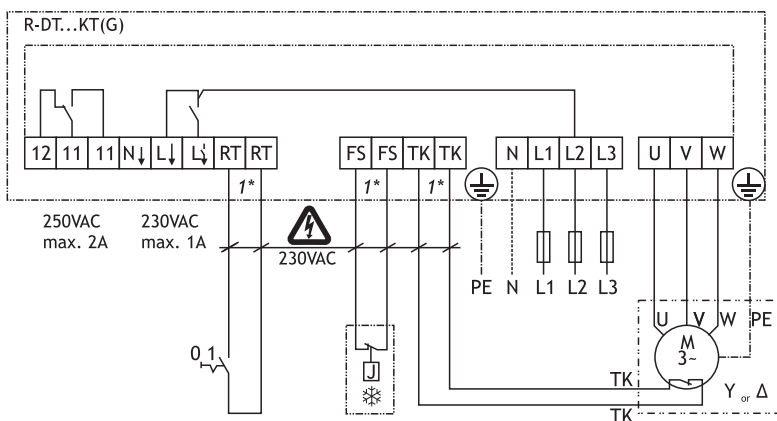 R-DT...KT(G)
12 11 11 N↓ L↓ L RT RT FS FS TK TK N L1 L2 L3 U V W
1* 1* 1*
250VAC
max. 2A
230VAC
max. 1A
230VAC
PE N L1 L2 L3
U V W PE
M
3~
0 1
J
TK
TK
Y or Δ